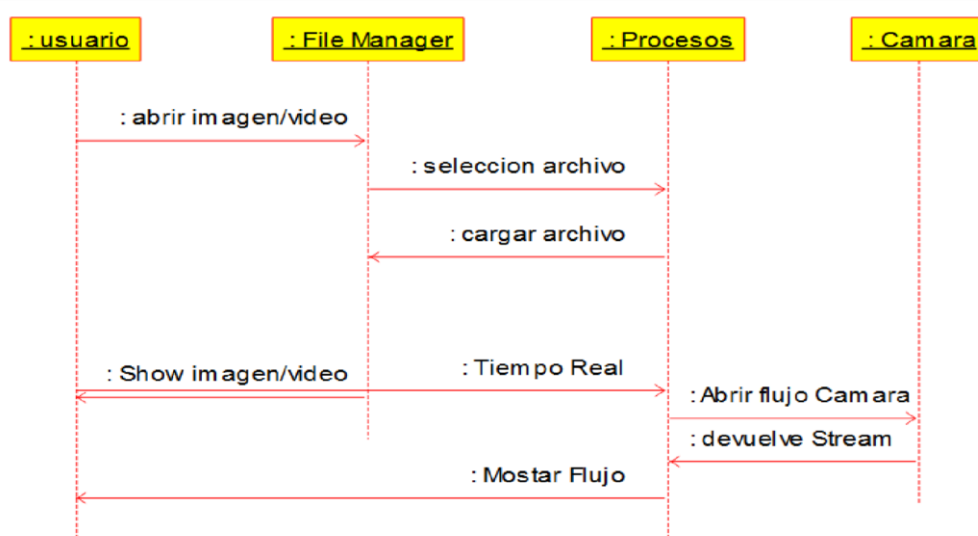 : usuario
: File Manager
: Procesos
: Camara
: abrir imagen/video
: seleccion archivo
: cargar archivo
: Show imagen/video
: Tiempo Real
: Abrir flujo Camara
: devuelve Stream
: Mostar Flujo